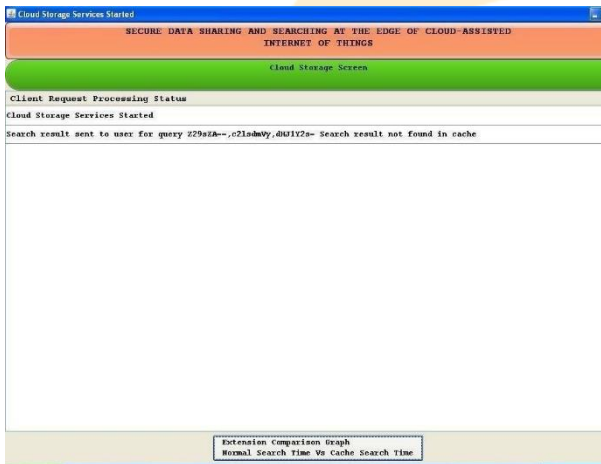 Cloud Storage Services Started
SECURE DATA SHARING AND SEARCHING AT THE EDGE OF CLOUD-ASSISTED
INTERNET OF THINGS
Cloud Storage Screen
Client Request Processing Status
Cloud Storage Services Started
Search result sent to user for query Z29sZA--,c2lsdmVy,dHJ1Y2s- Search result not found in cache
Extension Comparison Graph
Normal Search Time Vs Cache Search Time